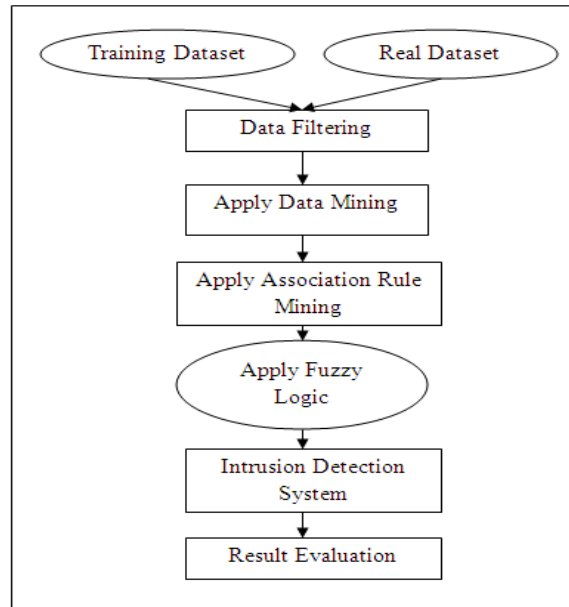 Training Dataset
Real Dataset
Data Filtering
Apply Data Mining
Apply Association Rule
Mining
Apply Fuzzy
Logic
Intrusion Detection
System
Result Evaluation